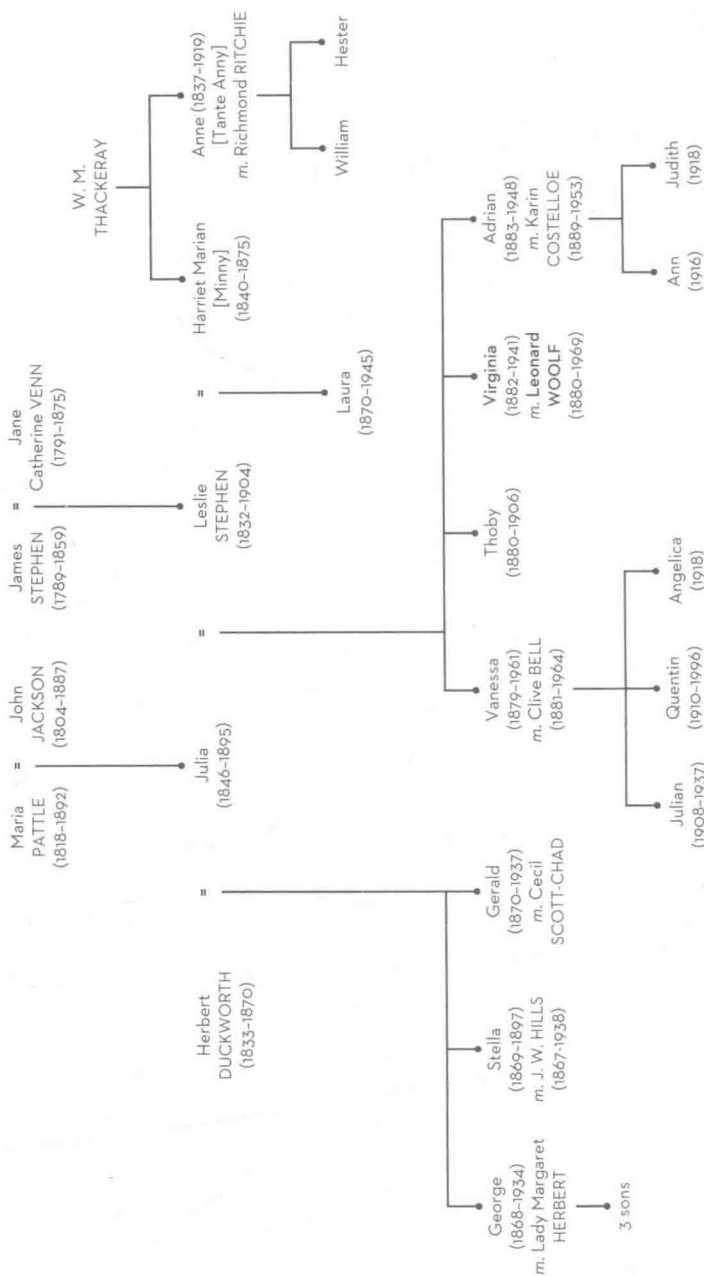 Maria
PATTLE
(1818–1892)
=
John
JACKSON
(1804–1887)
James
STEPHEN
(1789–1859)
=
Jane
Catherine VENN
(1791–1875)
W. M.
THACKERAY
Herbert
DUCKWORTH
(1833–1870)
=
Julia
(1846–1895)
=
Leslie
STEPHEN
(1832–1904)
=
Harriet Marian
[Minny]
(1840–1875)
Anne (1837–1919)
[Tante Anny]
m. Richmond RITCHIE
Laura
(1870–1945)
William
Hester
George
(1868–1934)
m. Lady Margaret
HERBERT
Stella
(1869–1897)
m. J. W. HILLS
(1867-1938)
Gerald
(1870–1937)
m. Cecil
SCOTT-CHAD
Vanessa
(1879–1961)
m. Clive BELL
(1881–1964)
Thoby
(1880–1906)
Virginia
(1882–1941)
m. Leonard
WOOLF
(1880–1969)
Adrian
(1883–1948)
m. Karin
COSTELLOE
(1889–1953)
3 sons
Julian
(1908–1937)
Quentin
(1910–1996)
Angelica
(1918)
Ann
(1916)
Judith
(1918)